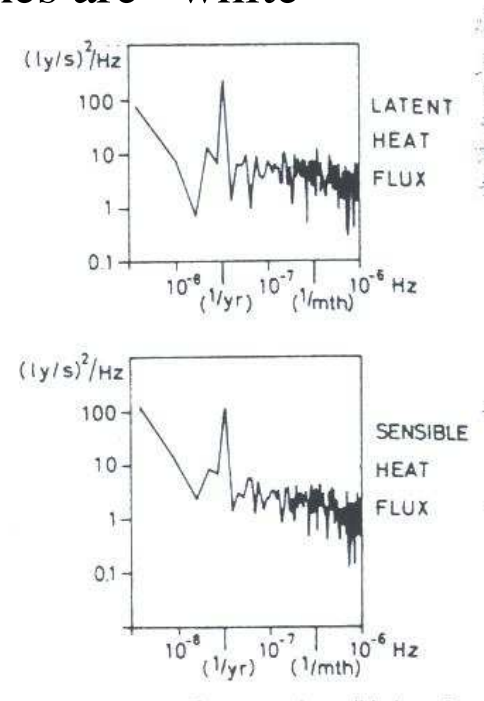 are "white"
(ly/s)²/Hz
100
10
1
0.1
LATENT
HEAT
FLUX
10⁻⁸ 10⁻⁷ 10⁻⁶ Hz
(1/yr) (1/mth)
(ly/s)²/Hz
100
10
1
0.1
SENSIBLE
HEAT
FLUX
10⁻⁸ 10⁻⁷ 10⁻⁶ Hz
(1/yr) (1/mth)